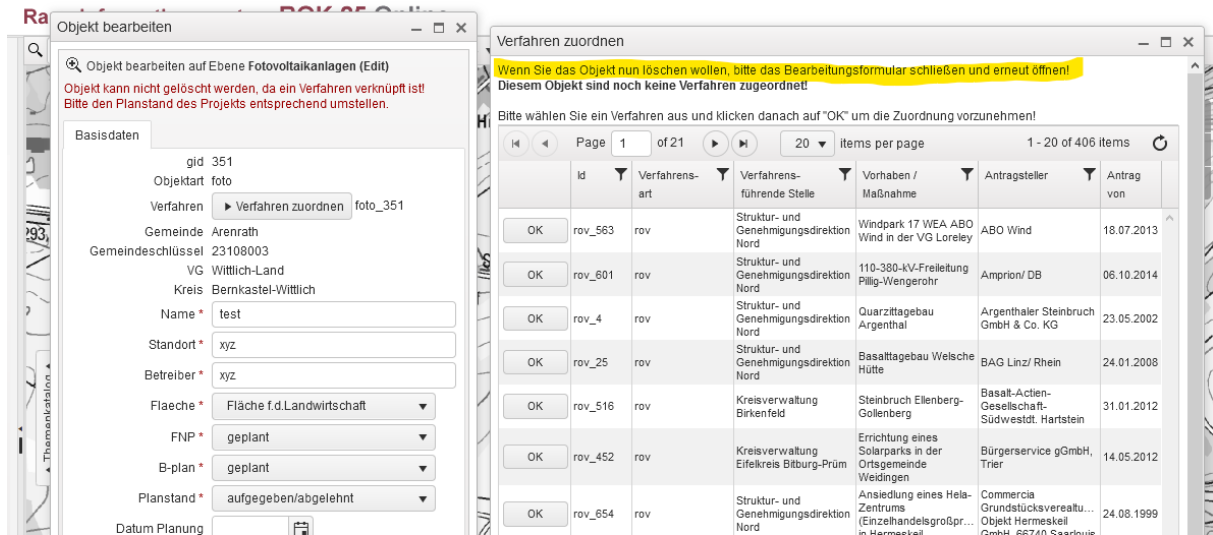 Objekt bearbeiten
Objekt bearbeiten auf Ebene Fotovoltaikanlagen (Edit)
Objekt kann nicht gelöscht werden, da ein Verfahren verknüpft ist!
Bitte den Planstand des Projekts entsprechend umstellen.
Basisdaten
gid 351
Objektart foto
Verfahren Verfahren zuordnen foto_351
Gemeinde Arenrath
Gemeindeschlüssel 23108003
VG Wittlich-Land
Kreis Bernkastel-Wittlich
Name * test
Standort * xyz
Betreiber * xyz
Flaeche * Fläche f.d.Landwirtschaft
FNP * geplant
B-plan * geplant
Planstand * aufgegeben/abgelehnt
Datum Planung
Themenkatalog
Verfahren zuordnen
Wenn Sie das Objekt nun löschen wollen, bitte das Bearbeitungsformular schließen und erneut öffnen!
Diesem Objekt sind noch keine Verfahren zugeordnet!
Bitte wählen Sie ein Verfahren aus und klicken danach auf "OK" um die Zuordnung vorzunehmen!
Page 1 of 21 20 items per page 1 - 20 of 406 items
Id Verfahrens- Verfahrens- Vorhaben / Antragsteller Antrag
art führende Stelle Maßnahme von
Struktur- und
Genehmigungsdirektion
Nord
OK rov_563 rov
Windpark 17 WEA ABO
Wind in der VG Loreley
ABO Wind 18.07.2013
Struktur- und
Genehmigungsdirektion
Nord
OK rov_601 rov
110-380-kV-Freileitung
Pillig-Wengerohr
Amprion/ DB 06.10.2014
Struktur- und
Genehmigungsdirektion
Nord
OK rov_4 rov
Quarzittagebau
Argenthal
Argenthaler Steinbruch
GmbH & Co. KG
23.05.2002
Struktur- und
Genehmigungsdirektion
Nord
OK rov_25 rov
Basalttagebau Welsche
Hütte
BAG Linz/ Rhein 24.01.2008
OK rov_516 rov
Kreisverwaltung
Birkenfeld
Steinbruch Ellenberg-
Gollenberg
Basalt-Actien-
Gesellschaft-
Südwestdt. Hartstein
31.01.2012
OK rov_452 rov
Kreisverwaltung
Eifelkreis Bitburg-Prüm
Errichtung eines
Solarparks in der
Ortsgemeinde
Weidingen
Bürgerservice gGmbH,
Trier
14.05.2012
OK rov_654 rov
Struktur- und
Genehmigungsdirektion
Nord
Ansiedlung eines Hela-
Zentrums
(Einzelhandelsgroßpr...
in Hermeskeil
Commercia
Grundstücksverealtu...
Objekt Hermeskeil
GmbH, 66740 Saarlouis
24.08.1999